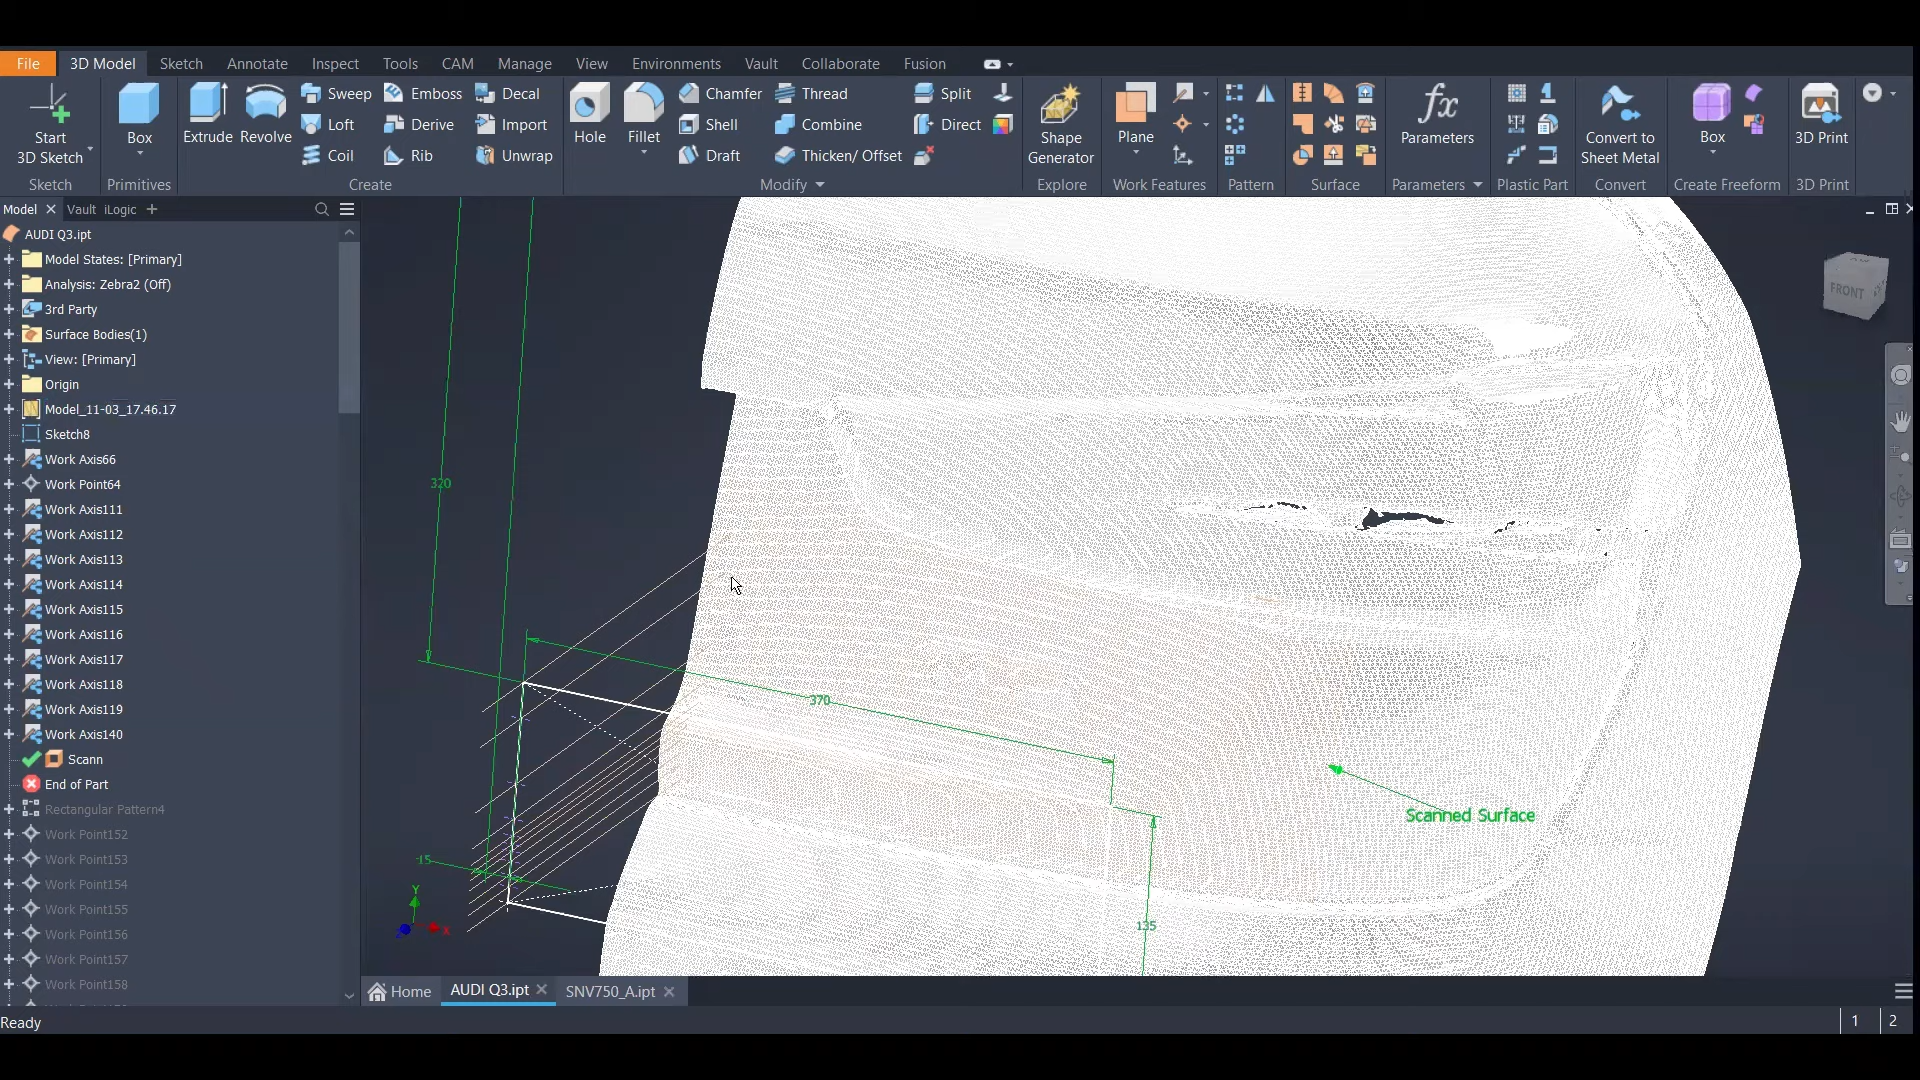 File 3D Model Sketch Annotate Inspect Tools CAM Manage View Environments Vault Collaborate Fusion
Start
3D Sketch
Sketch
Box
Primitives
Extrude Revolve
Sweep Emboss Decal
Loft Derive Import
Coil Rib Unwrap
Create
Hole Fillet
Chamfer Thread Split
Shell Combine Direct
Draft Thicken/ Offset
Modify
Shape
Generator
Explore
Plane
Work Features
Pattern
Surface
Parameters
Parameters
Plastic Part
Convert to
Sheet Metal
Convert
Box
Create Freeform
3D Print
3D Print
Model Vault iLogic +
AUDI Q3.ipt
Model States: [Primary]
Analysis: Zebra2 (Off)
3rd Party
Surface Bodies(1)
View: [Primary]
Origin
Model_11-03_17.46.17
Sketch8
Work Axis66
Work Point64
Work Axis111
Work Axis112
Work Axis113
Work Axis114
Work Axis115
Work Axis116
Work Axis117
Work Axis118
Work Axis119
Work Axis140
Scann
End of Part
Rectangular Pattern4
Work Point152
Work Point153
Work Point154
Work Point155
Work Point156
Work Point157
Work Point158
FRONT
320
370
Scanned Surface
15
135
Y
X
Home AUDI Q3.ipt SNV750_A.ipt
Ready
1 2